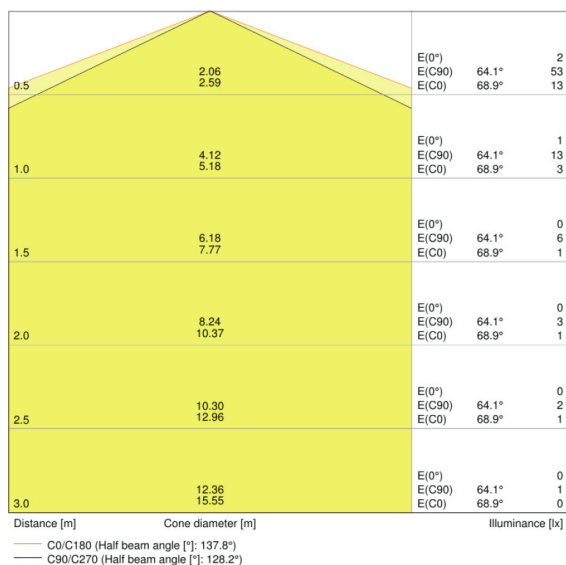 E(0°) 2
2.06 E(C90) 64.1° 53
0.5 2.59 E(C0) 68.9° 13
E(0°) 1
4.12 E(C90) 64.1° 13
1.0 5.18 E(C0) 68.9° 3
E(0°) 0
6.18 E(C90) 64.1° 6
1.5 7.77 E(C0) 68.9° 1
E(0°) 0
8.24 E(C90) 64.1° 3
2.0 10.37 E(C0) 68.9° 1
E(0°) 0
10.30 E(C90) 64.1° 2
2.5 12.96 E(C0) 68.9° 1
E(0°) 0
12.36 E(C90) 64.1° 1
3.0 15.55 E(C0) 68.9° 0
Distance [m] Cone diameter [m] Illuminance [lx]
C0/C180 (Half beam angle [°]: 137.8°)
C90/C270 (Half beam angle [°]: 128.2°)